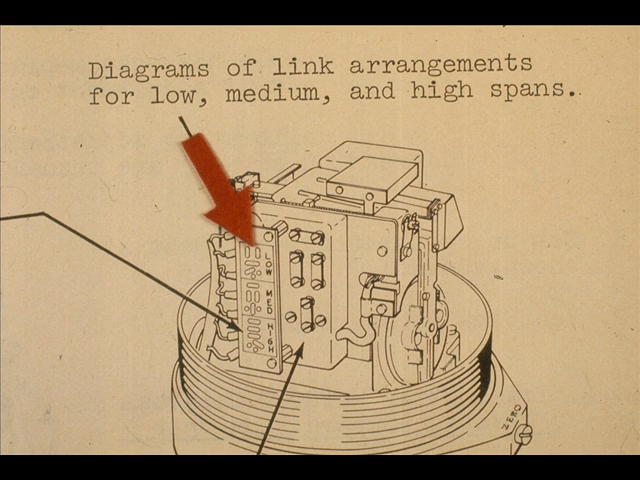 Diagrams of link arrangements
for low, medium, and high spans.
LOW
MED
HIGH
ZERO